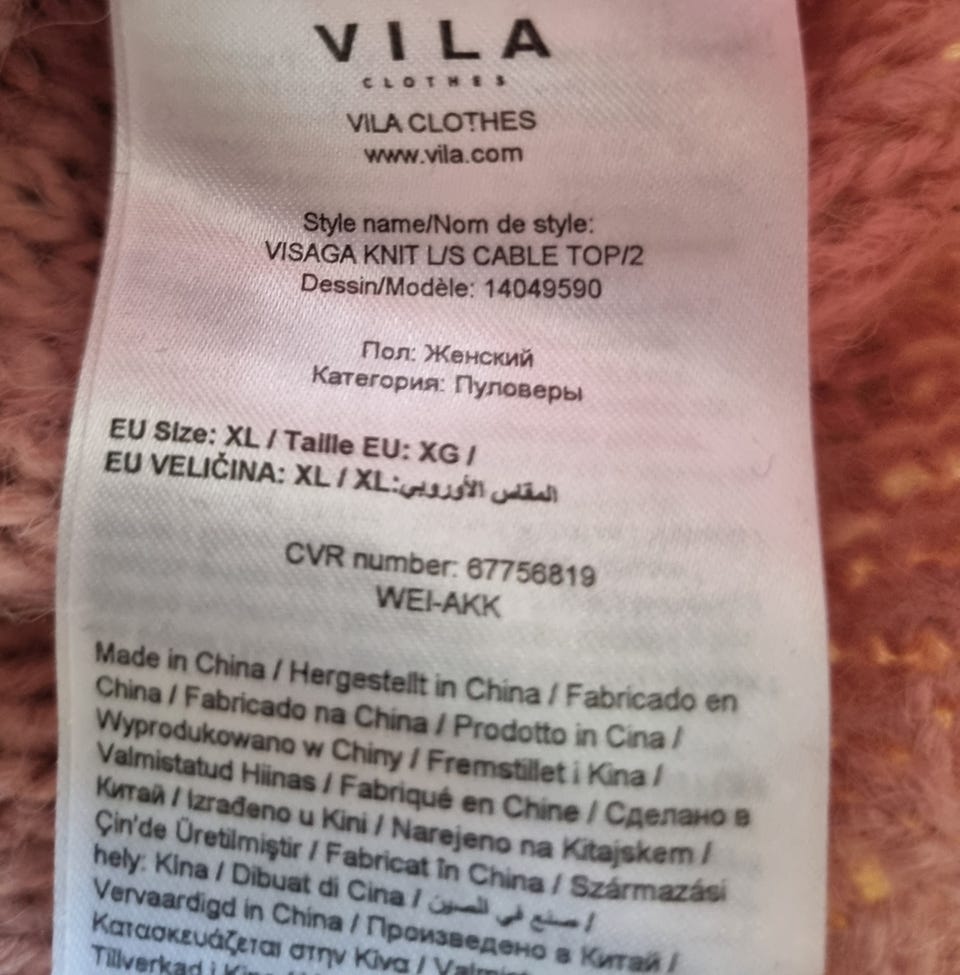 VILA
CLOTHES
VILA CLOTHES
www.vila.com
Style name/Nom de style:
VISAGA KNIT L/S CABLE TOP/2
Dessin/Modèle: 14049590
Пол: Женский
Категория: Пуловеры
EU Size: XL / Taille EU: XG /
EU VELIČINA: XL / XL:المقاس الأوروبي
CVR number: 67756819
WEI-AKK
Made in China / Hergestellt in China / Fabricado en
China / Fabricado na China / Prodotto in Cina /
Wyprodukowano w Chiny / Fremstillet i Kina /
Valmistatud Hiinas / Fabriqué en Chine / Сделано в
Китай / Izrađeno u Kini / Narejeno na Kitajskem /
Çin'de Üretilmiştir / Fabricat în China / Származási
hely: Kína / Dibuat di Cina / صنع في الصين /
Vervaardigd in China / Произведено в Китай /
Κατασκευάζεται στην Κίνα /
Tillverkad i